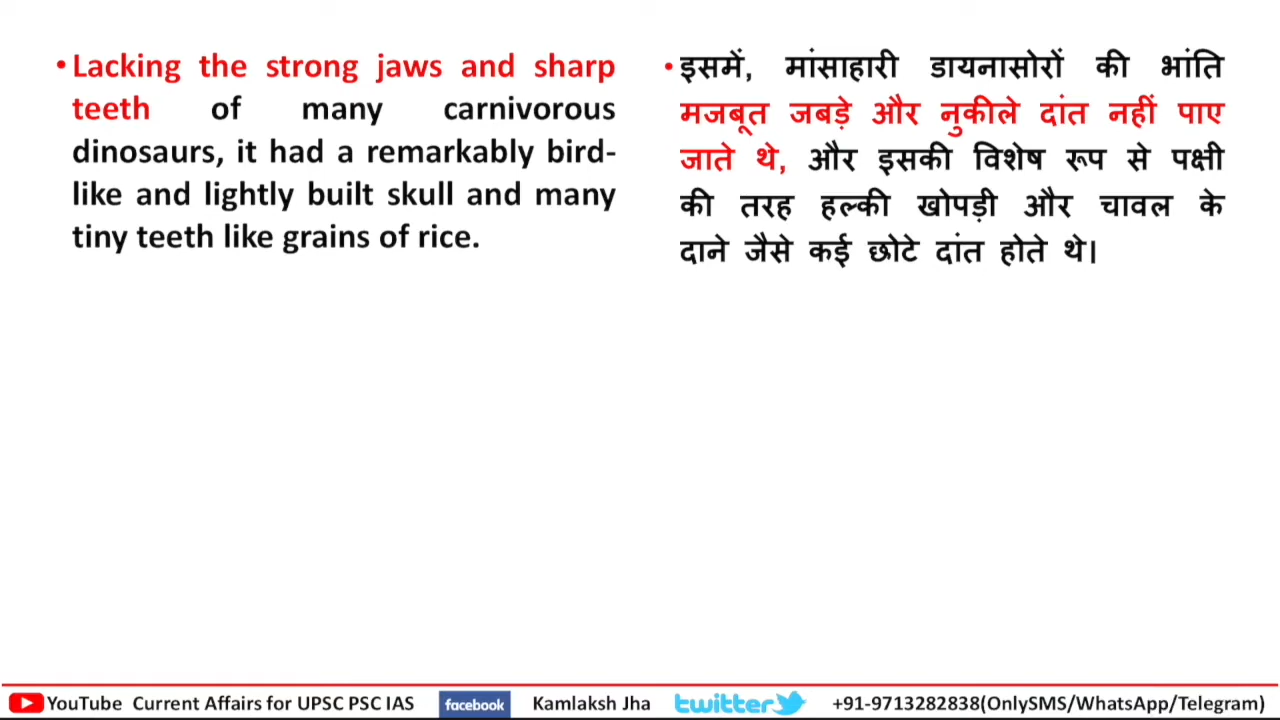 •Lacking the strong jaws and sharp
teeth of many carnivorous
dinosaurs, it had a remarkably bird-
like and lightly built skull and many
tiny teeth like grains of rice.
•इसमें, मांसाहारी डायनासोरों की भांति
मजबूत जबड़े और नुकीले दांत नहीं पाए
जाते थे, और इसकी विशेष रूप से पक्षी
की तरह हल्की खोपड़ी और चावल के
दाने जैसे कई छोटे दांत होते थे।
YouTube Current Affairs for UPSC PSC IAS facebook Kamlaksh Jha twitter +91-9713282838(OnlySMS/WhatsApp/Telegram)